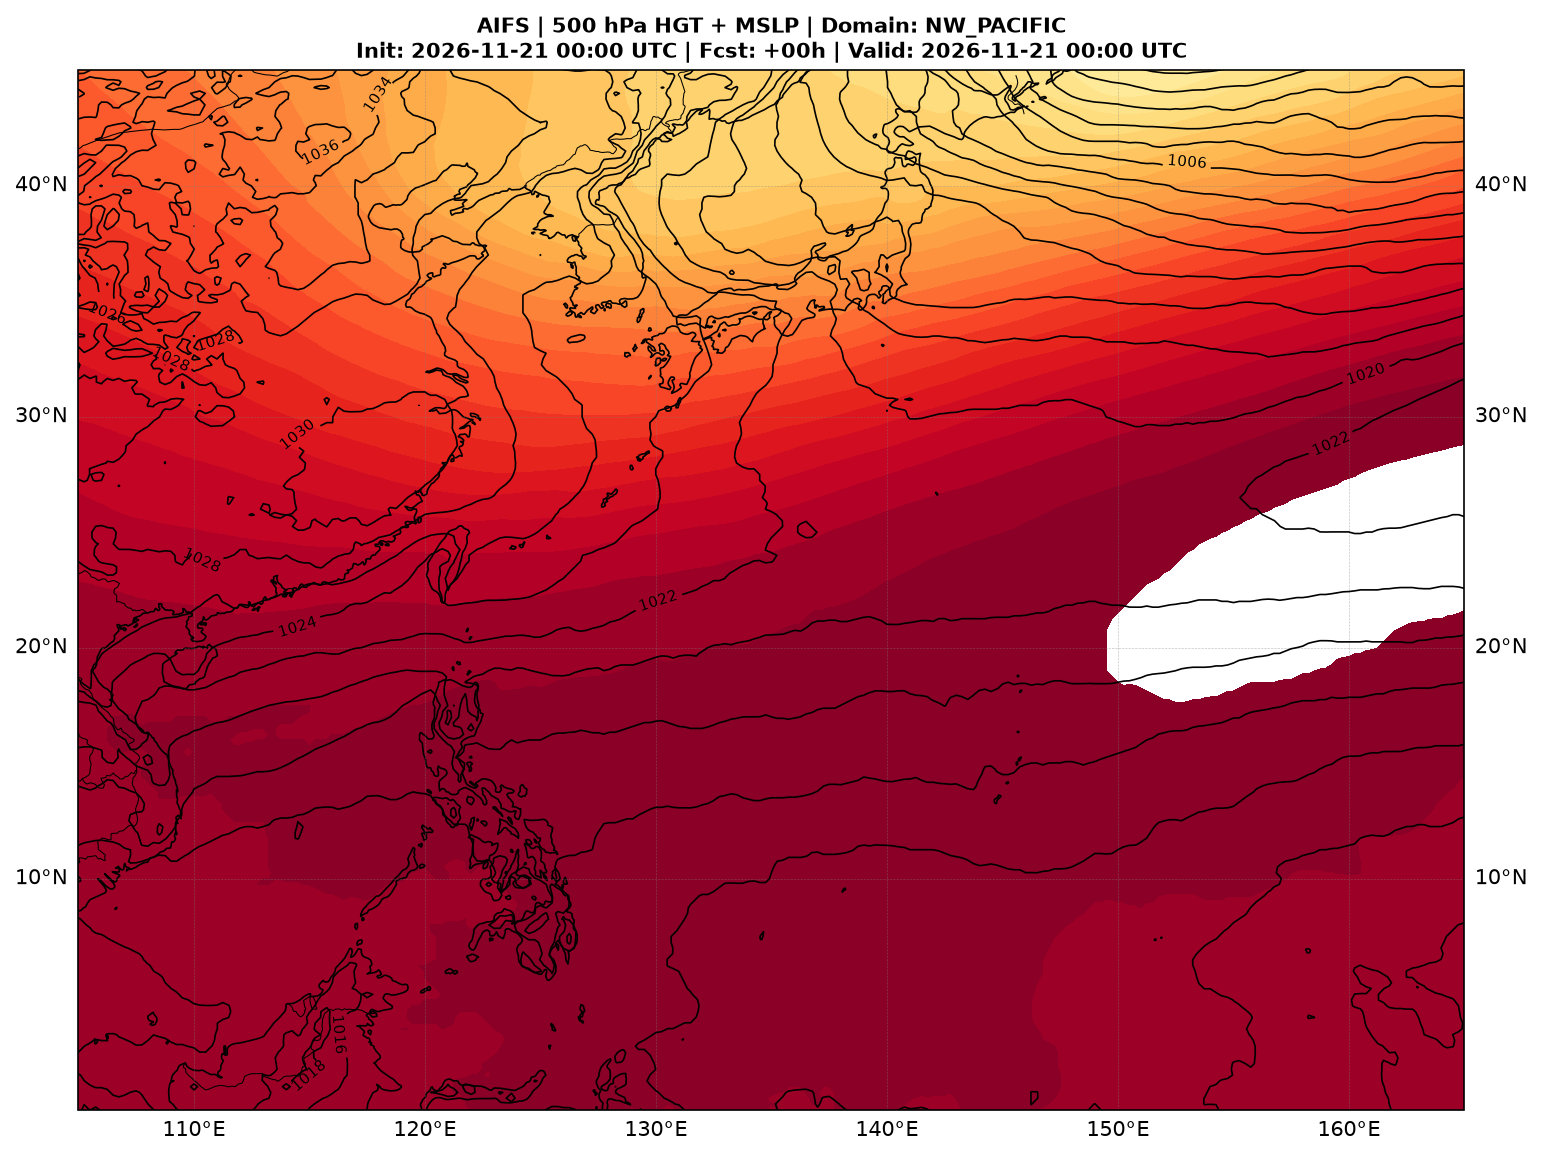 AIFS | 500 hPa HGT + MSLP | Domain: NW_PACIFIC
Init: 2026-11-21 00:00 UTC | Fcst: +00h | Valid: 2026-11-21 00:00 UTC
1034
1036
1006
40°N
40°N
1026
1028
1028
1020
30°N
30°N
1030
1022
1028
1022
1024
20°N
20°N
10°N
10°N
1016
1018
110°E
120°E
130°E
140°E
150°E
160°E